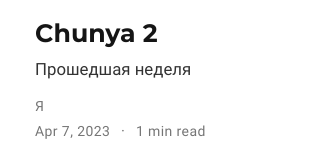 Chunya 2
Прошедшая неделя
Я
Apr 7, 2023 · 1 min read